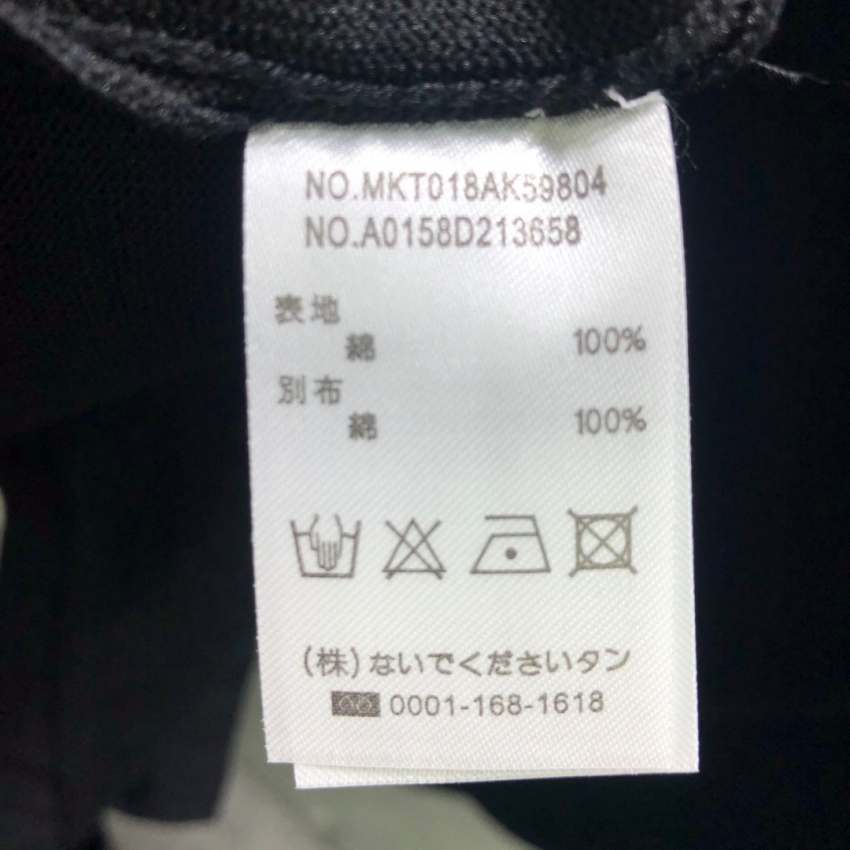 NO.MKT018AK59804
NO.A0158D213658
表地
綿 100%
別布
綿 100%
(株)ないでくださいタン
0001-168-1618